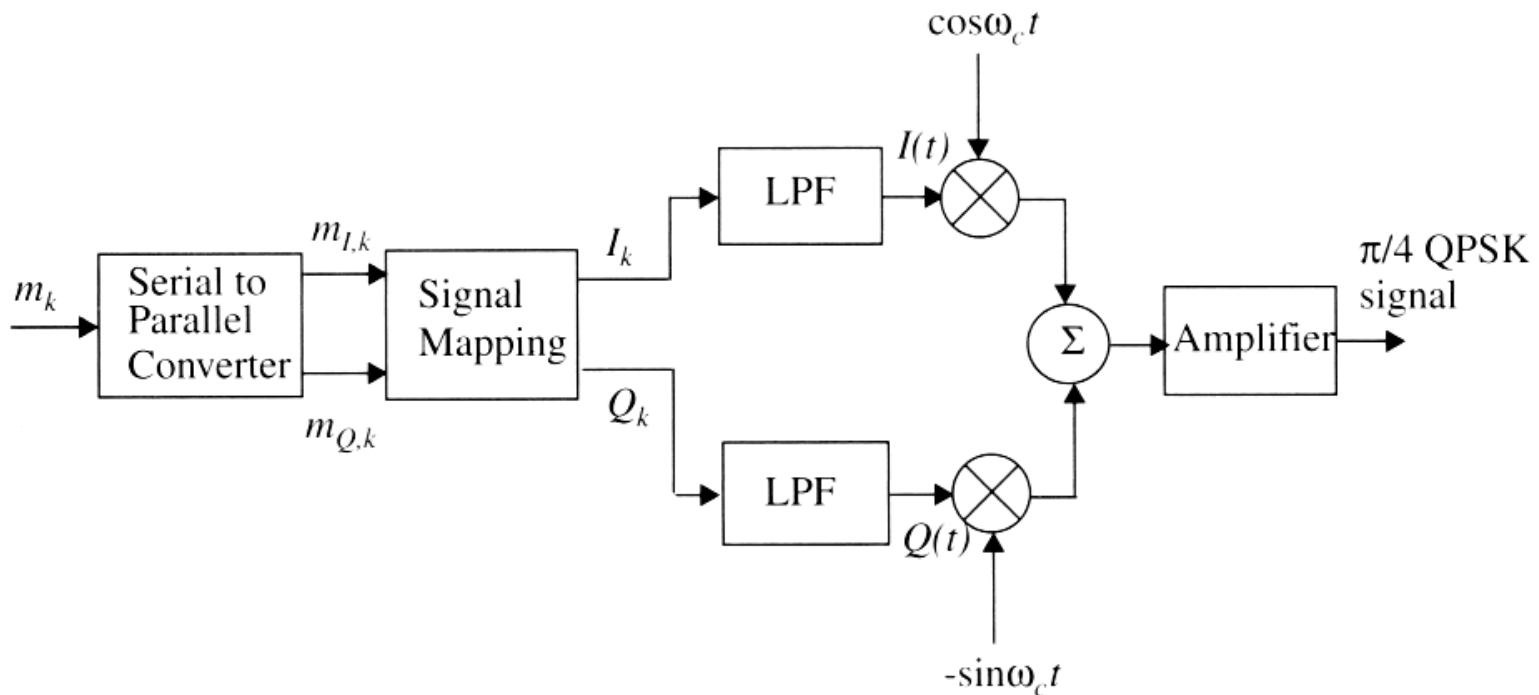 cosω_c t
I(t)
LPF
π/4 QPSK
signal
m_I,k
I_k
m_k
Serial to
Parallel
Converter
Signal
Mapping
Σ
Amplifier
m_Q,k
Q_k
LPF
Q(t)
-sinω_c t